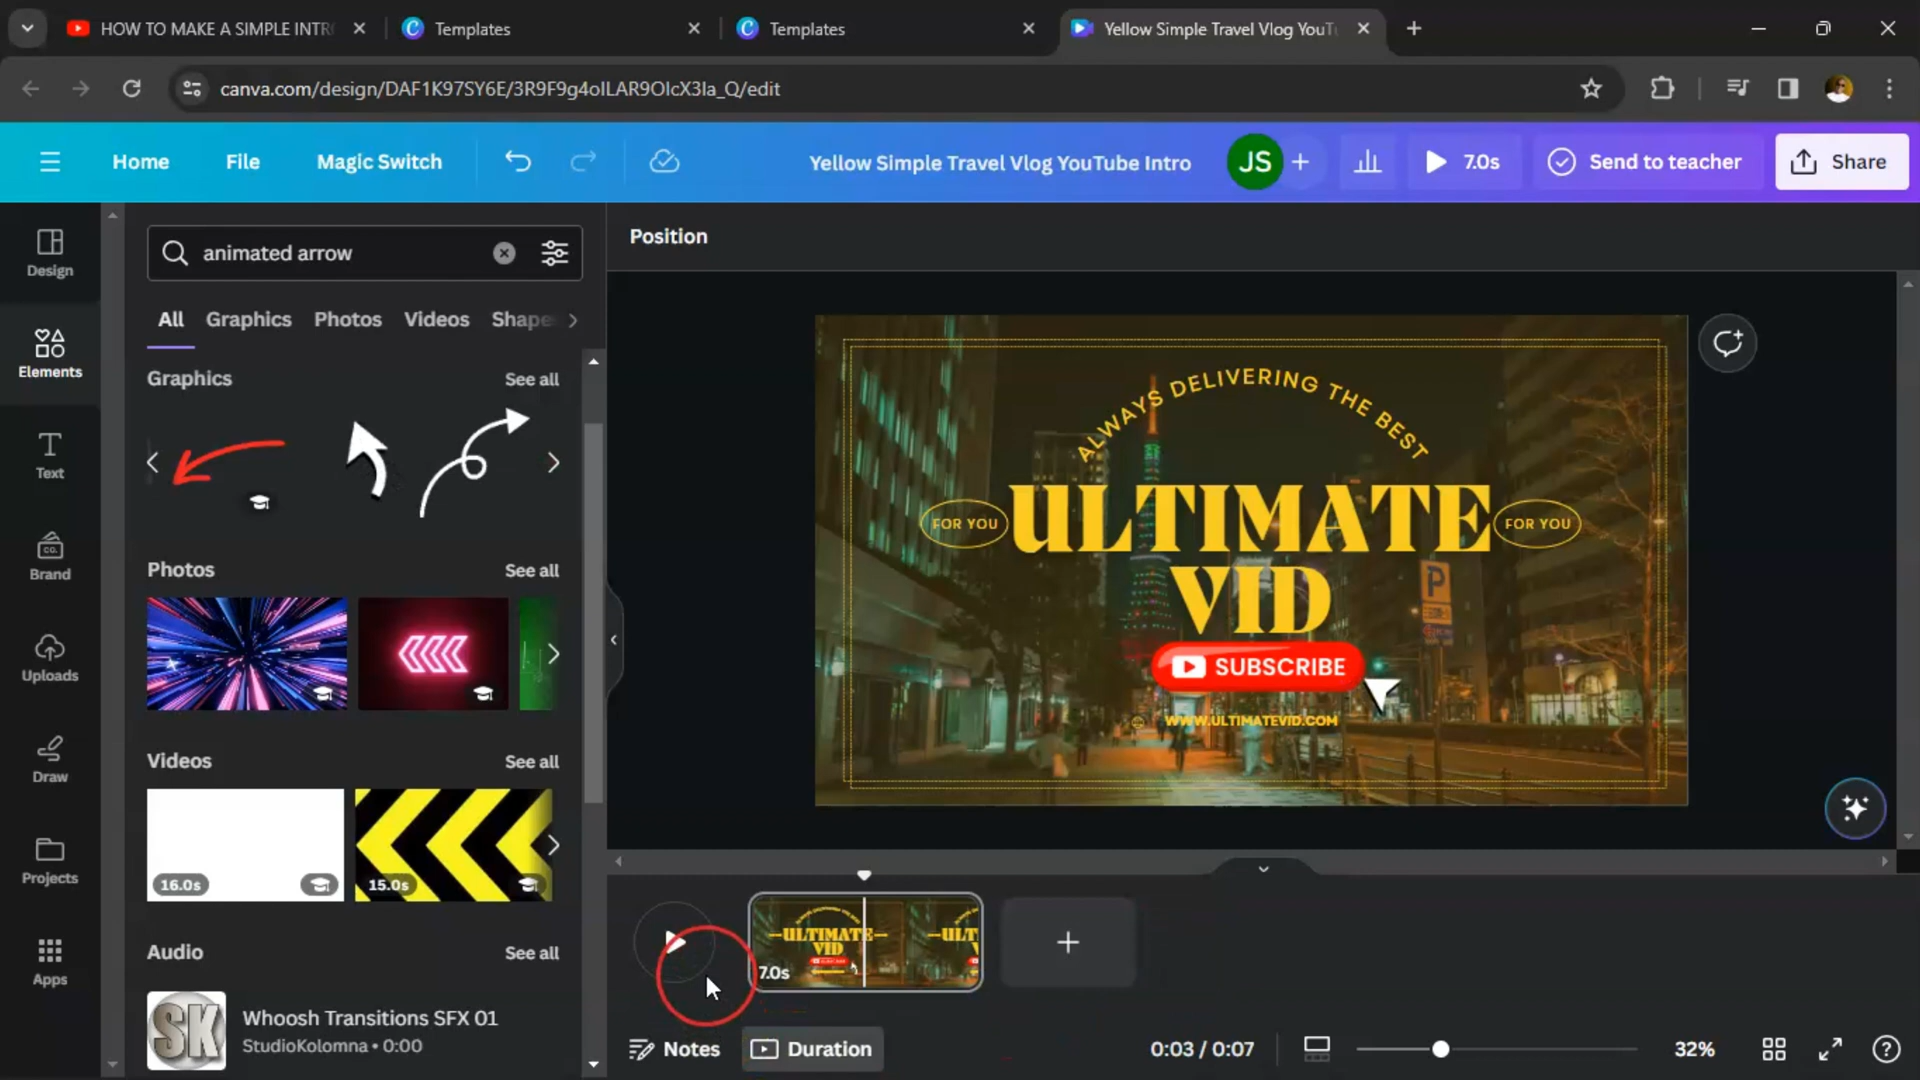 HOW TO MAKE A SIMPLE INTR
Templates
Templates
Yellow Simple Travel Vlog YouT
canva.com/design/DAF1K97SY6E/3R9F9g4oILAR9OIcX3Ia_Q/edit
Home
File
Magic Switch
Yellow Simple Travel Vlog YouTube Intro
JS
7.0s
Send to teacher
Share
Design
Elements
Text
CO.
Brand
Uploads
Draw
Projects
Apps
animated arrow
All
Graphics
Photos
Videos
Shape
Graphics
See all
Photos
See all
Videos
See all
16.0s
15.0s
Audio
See all
SK
Whoosh Transitions SFX 01
StudioKolomna • 0:00
Position
ALWAYS DELIVERING THE BEST
FOR YOU
ULTIMATE
FOR YOU
VID
P
SUBSCRIBE
WWW.ULTIMATEVID.COM
ULTIMATE
VID
ULT
7.0s
Notes
Duration
0:03 / 0:07
32%